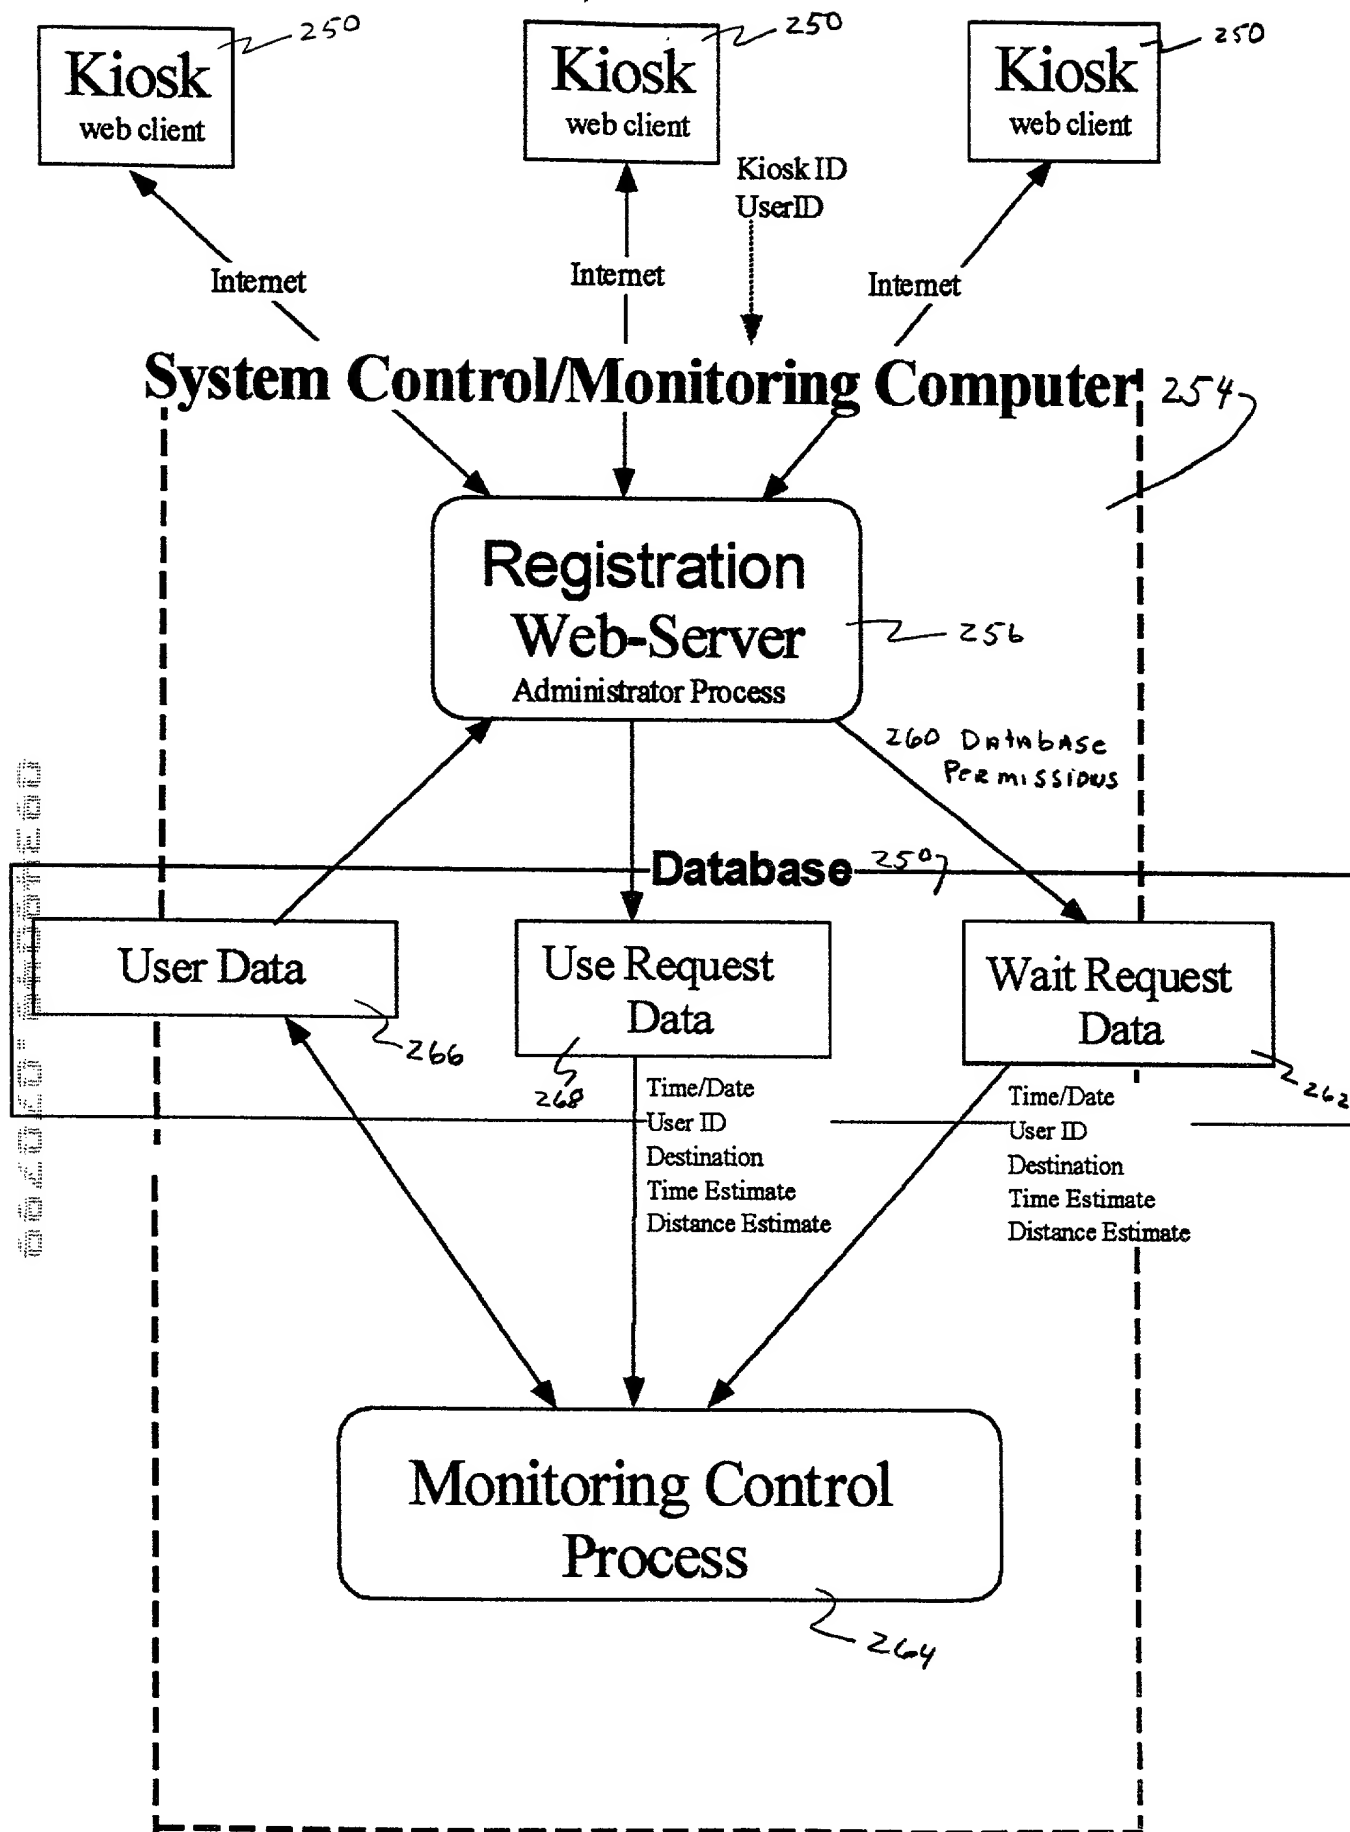 250
250
250
Kiosk
web client
Kiosk
web client
Kiosk
web client
Kiosk ID
UserID
Internet
Internet
Internet
System Control/Monitoring Computer
254
Registration
Web-Server
Administrator Process
256
260 Database
Permissions
Database
250
User Data
Use Request
Data
Wait Request
Data
266
268
262
Time/Date
User ID
Destination
Time Estimate
Distance Estimate
Time/Date
User ID
Destination
Time Estimate
Distance Estimate
Monitoring Control
Process
264